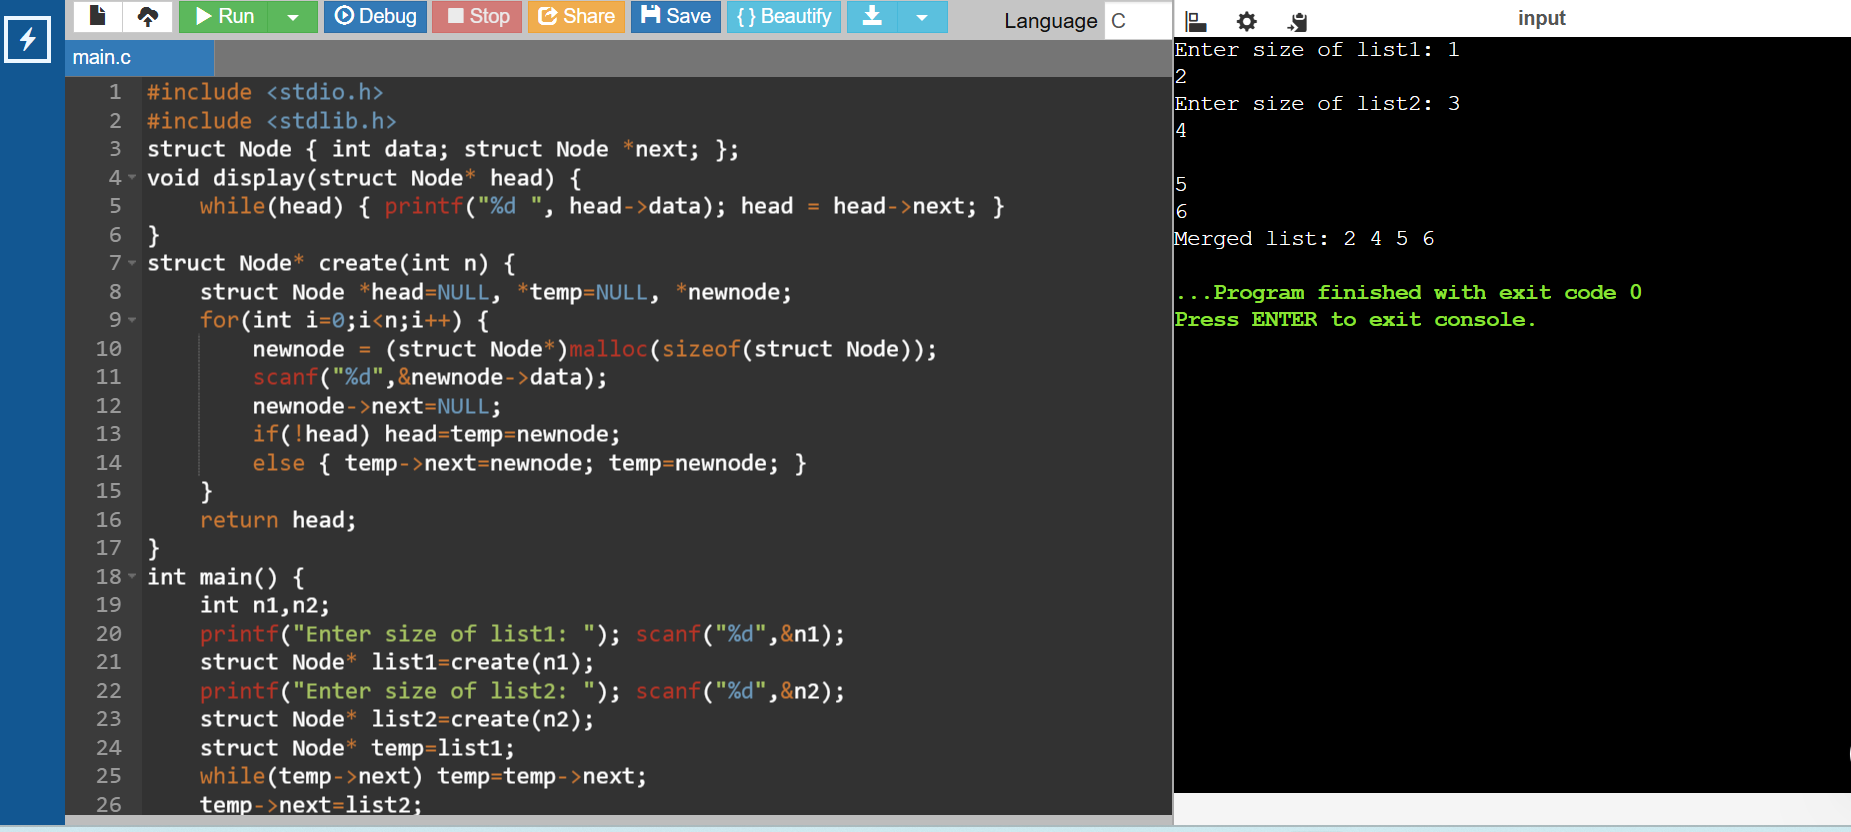 Run
Debug
Stop
Share
Save
{ } Beautify
Language C
input
main.c
1 #include <stdio.h>
2 #include <stdlib.h>
3 struct Node { int data; struct Node *next; };
4 void display(struct Node* head) {
5     while(head) { printf("%d ", head->data); head = head->next; }
6 }
7 struct Node* create(int n) {
8     struct Node *head=NULL, *temp=NULL, *newnode;
9     for(int i=0;i<n;i++) {
10         newnode = (struct Node*)malloc(sizeof(struct Node));
11         scanf("%d",&newnode->data);
12         newnode->next=NULL;
13         if(!head) head=temp=newnode;
14         else { temp->next=newnode; temp=newnode; }
15     }
16     return head;
17 }
18 int main() {
19     int n1,n2;
20     printf("Enter size of list1: "); scanf("%d",&n1);
21     struct Node* list1=create(n1);
22     printf("Enter size of list2: "); scanf("%d",&n2);
23     struct Node* list2=create(n2);
24     struct Node* temp=list1;
25     while(temp->next) temp=temp->next;
26     temp->next=list2;
Enter size of list1: 1
2
Enter size of list2: 3
4
5
6
Merged list: 2 4 5 6
...Program finished with exit code 0
Press ENTER to exit console.